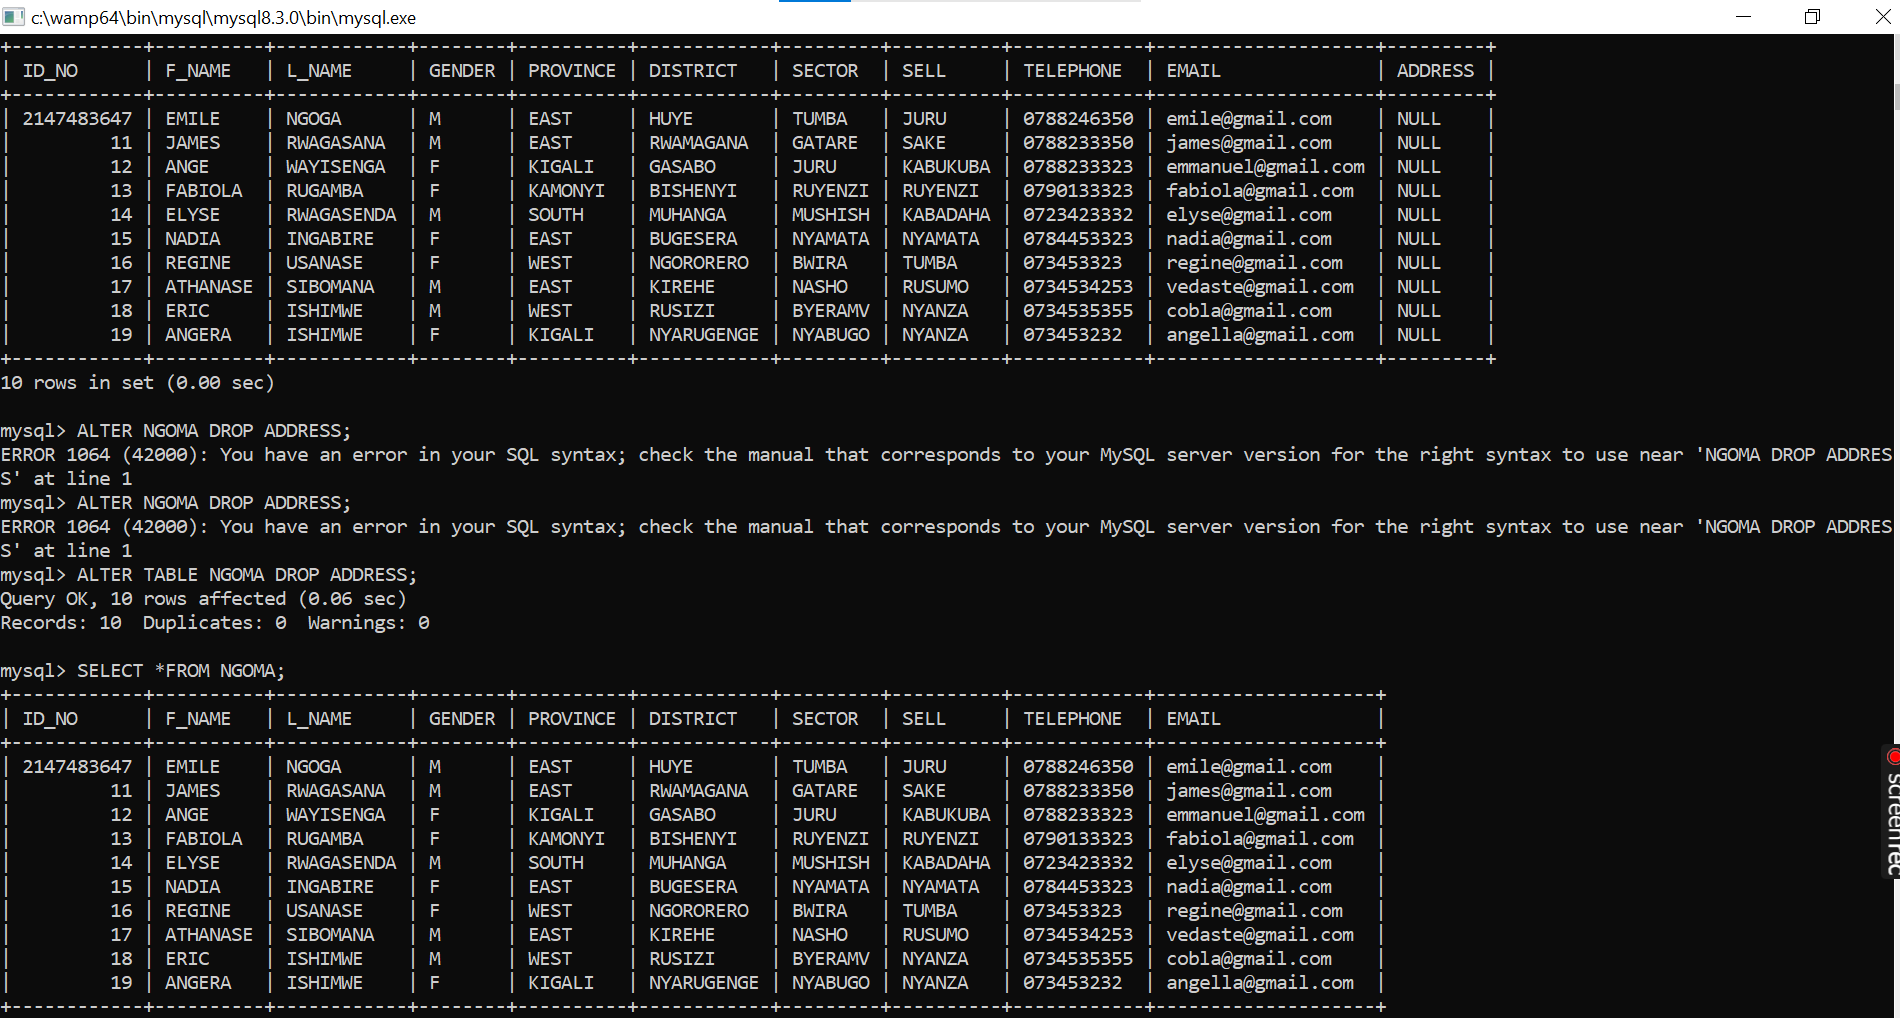 c:\wamp64\bin\mysql\mysql8.3.0\bin\mysql.exe
+------------+----------+------------+--------+----------+------------+---------+----------+------------+--------------------+---------+
| ID_NO      | F_NAME   | L_NAME     | GENDER | PROVINCE | DISTRICT   | SECTOR  | SELL     | TELEPHONE  | EMAIL              | ADDRESS |
+------------+----------+------------+--------+----------+------------+---------+----------+------------+--------------------+---------+
| 2147483647 | EMILE    | NGOGA      | M      | EAST     | HUYE       | TUMBA   | JURU     | 0788246350 | emile@gmail.com    | NULL    |
|         11 | JAMES    | RWAGASANA  | M      | EAST     | RWAMAGANA  | GATARE  | SAKE     | 0788233350 | james@gmail.com    | NULL    |
|         12 | ANGE     | WAYISENGA  | F      | KIGALI   | GASABO     | JURU    | KABUKUBA | 0788233323 | emmanuel@gmail.com | NULL    |
|         13 | FABIOLA  | RUGAMBA    | F      | KAMONYI  | BISHENYI   | RUYENZI | RUYENZI  | 0790133323 | fabiola@gmail.com  | NULL    |
|         14 | ELYSE    | RWAGASENDA | M      | SOUTH    | MUHANGA    | MUSHISH | KABADAHA | 0723423332 | elyse@gmail.com    | NULL    |
|         15 | NADIA    | INGABIRE   | F      | EAST     | BUGESERA   | NYAMATA | NYAMATA  | 0784453323 | nadia@gmail.com    | NULL    |
|         16 | REGINE   | USANASE    | F      | WEST     | NGORORERO  | BWIRA   | TUMBA    | 073453323  | regine@gmail.com   | NULL    |
|         17 | ATHANASE | SIBOMANA   | M      | EAST     | KIREHE     | NASHO   | RUSUMO   | 0734534253 | vedaste@gmail.com  | NULL    |
|         18 | ERIC     | ISHIMWE    | M      | WEST     | RUSIZI     | BYERAMV | NYANZA   | 0734535355 | cobla@gmail.com    | NULL    |
|         19 | ANGERA   | ISHIMWE    | F      | KIGALI   | NYARUGENGE | NYABUGO | NYANZA   | 073453232  | angella@gmail.com  | NULL    |
+------------+----------+------------+--------+----------+------------+---------+----------+------------+--------------------+---------+
10 rows in set (0.00 sec)

mysql> ALTER NGOMA DROP ADDRESS;
ERROR 1064 (42000): You have an error in your SQL syntax; check the manual that corresponds to your MySQL server version for the right syntax to use near 'NGOMA DROP ADDRES
S' at line 1
mysql> ALTER NGOMA DROP ADDRESS;
ERROR 1064 (42000): You have an error in your SQL syntax; check the manual that corresponds to your MySQL server version for the right syntax to use near 'NGOMA DROP ADDRES
S' at line 1
mysql> ALTER TABLE NGOMA DROP ADDRESS;
Query OK, 10 rows affected (0.06 sec)
Records: 10  Duplicates: 0  Warnings: 0

mysql> SELECT *FROM NGOMA;
+------------+----------+------------+--------+----------+------------+---------+----------+------------+--------------------+
| ID_NO      | F_NAME   | L_NAME     | GENDER | PROVINCE | DISTRICT   | SECTOR  | SELL     | TELEPHONE  | EMAIL              |
+------------+----------+------------+--------+----------+------------+---------+----------+------------+--------------------+
| 2147483647 | EMILE    | NGOGA      | M      | EAST     | HUYE       | TUMBA   | JURU     | 0788246350 | emile@gmail.com    |
|         11 | JAMES    | RWAGASANA  | M      | EAST     | RWAMAGANA  | GATARE  | SAKE     | 0788233350 | james@gmail.com    |
|         12 | ANGE     | WAYISENGA  | F      | KIGALI   | GASABO     | JURU    | KABUKUBA | 0788233323 | emmanuel@gmail.com |
|         13 | FABIOLA  | RUGAMBA    | F      | KAMONYI  | BISHENYI   | RUYENZI | RUYENZI  | 0790133323 | fabiola@gmail.com  |
|         14 | ELYSE    | RWAGASENDA | M      | SOUTH    | MUHANGA    | MUSHISH | KABADAHA | 0723423332 | elyse@gmail.com    |
|         15 | NADIA    | INGABIRE   | F      | EAST     | BUGESERA   | NYAMATA | NYAMATA  | 0784453323 | nadia@gmail.com    |
|         16 | REGINE   | USANASE    | F      | WEST     | NGORORERO  | BWIRA   | TUMBA    | 073453323  | regine@gmail.com   |
|         17 | ATHANASE | SIBOMANA   | M      | EAST     | KIREHE     | NASHO   | RUSUMO   | 0734534253 | vedaste@gmail.com  |
|         18 | ERIC     | ISHIMWE    | M      | WEST     | RUSIZI     | BYERAMV | NYANZA   | 0734535355 | cobla@gmail.com    |
|         19 | ANGERA   | ISHIMWE    | F      | KIGALI   | NYARUGENGE | NYABUGO | NYANZA   | 073453232  | angella@gmail.com  |
+------------+----------+------------+--------+----------+------------+---------+----------+------------+--------------------+
screenrec